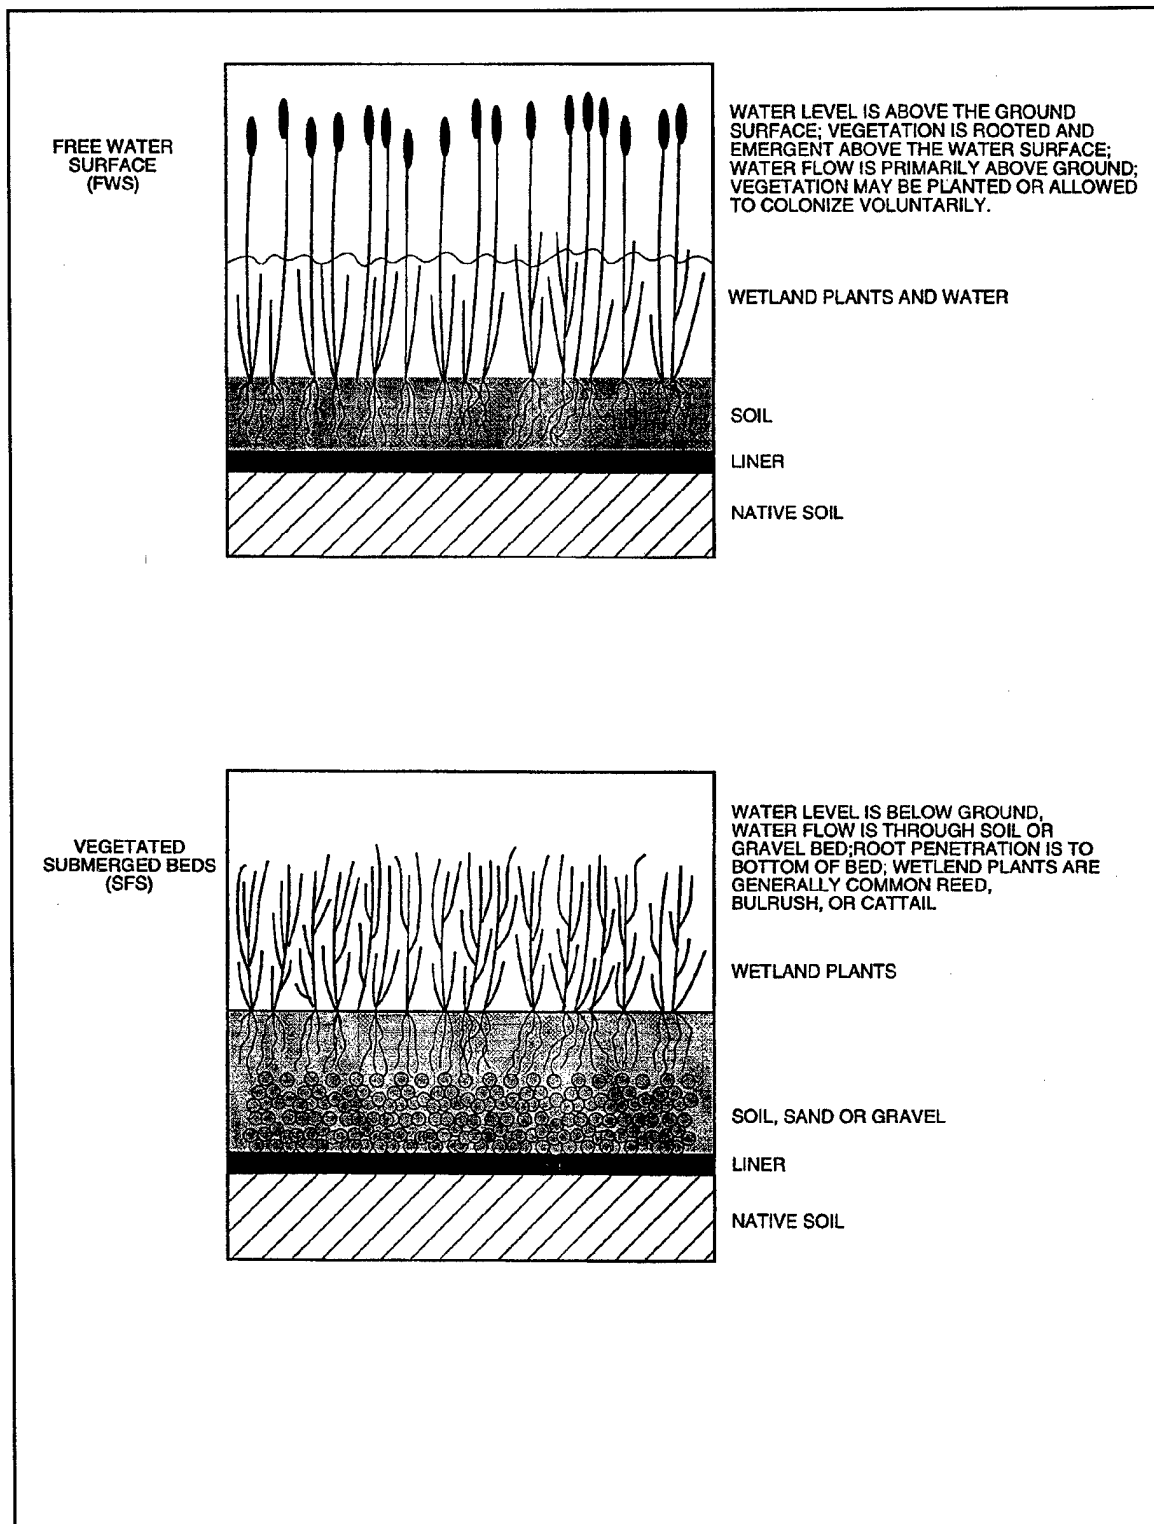 FREE WATER
SURFACE
(FWS)
WATER LEVEL IS ABOVE THE GROUND
SURFACE; VEGETATION IS ROOTED AND
EMERGENT ABOVE THE WATER SURFACE;
WATER FLOW IS PRIMARILY ABOVE GROUND;
VEGETATION MAY BE PLANTED OR ALLOWED
TO COLONIZE VOLUNTARILY.
WETLAND PLANTS AND WATER
SOIL
LINER
NATIVE SOIL
VEGETATED
SUBMERGED BEDS
(SFS)
WATER LEVEL IS BELOW GROUND,
WATER FLOW IS THROUGH SOIL OR
GRAVEL BED;ROOT PENETRATION IS TO
BOTTOM OF BED; WETLEND PLANTS ARE
GENERALLY COMMON REED,
BULRUSH, OR CATTAIL
WETLAND PLANTS
SOIL, SAND OR GRAVEL
LINER
NATIVE SOIL